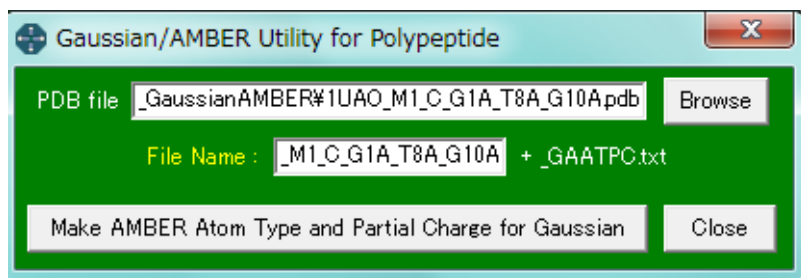 Gaussian/AMBER Utility for Polypeptide
PDB file _GaussianAMBER¥1UAO_M1_C_G1A_T8A_G10A.pdb Browse
File Name : _M1_C_G1A_T8A_G10A + _GAATPC.txt
Make AMBER Atom Type and Partial Charge for Gaussian Close